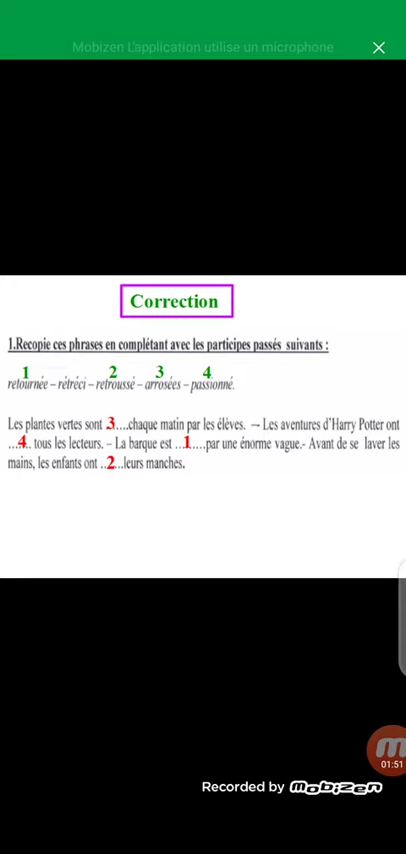 Mobizen L'application utilise un microphone
Correction
1.Recopie ces phrases en complétant avec les participes passés suivants :
1 2 3 4
retournée – rétréci – retroussé – arrosées – passionné.
Les plantes vertes sont 3....chaque matin par les élèves. – Les aventures d'Harry Potter ont
...4.. tous les lecteurs. – La barque est ..1....par une énorme vague.- Avant de se laver les
mains, les enfants ont ..2...leurs manches.
01:51
Recorded by Mobizen